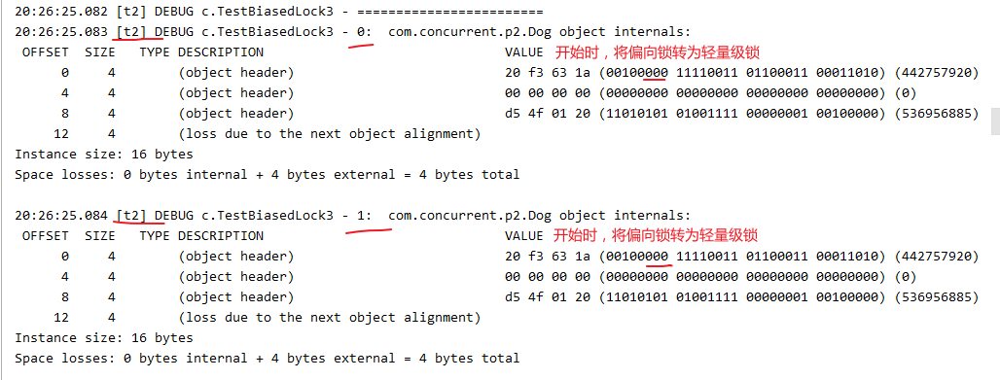 20:26:25.082 [t2] DEBUG c.TestBiasedLock3 - ========================
20:26:25.083 [t2] DEBUG c.TestBiasedLock3 - 0:  com.concurrent.p2.Dog object internals:
OFFSET  SIZE   TYPE DESCRIPTION                               VALUE 开始时，将偏向锁转为轻量级锁
0     4        (object header)                           20 f3 63 1a (00100000 11110011 01100011 00011010) (442757920)
4     4        (object header)                           00 00 00 00 (00000000 00000000 00000000 00000000) (0)
8     4        (object header)                           d5 4f 01 20 (11010101 01001111 00000001 00100000) (536956885)
12     4        (loss due to the next object alignment)
Instance size: 16 bytes
Space losses: 0 bytes internal + 4 bytes external = 4 bytes total
20:26:25.084 [t2] DEBUG c.TestBiasedLock3 - 1:  com.concurrent.p2.Dog object internals:
OFFSET  SIZE   TYPE DESCRIPTION                               VALUE 开始时，将偏向锁转为轻量级锁
0     4        (object header)                           20 f3 63 1a (00100000 11110011 01100011 00011010) (442757920)
4     4        (object header)                           00 00 00 00 (00000000 00000000 00000000 00000000) (0)
8     4        (object header)                           d5 4f 01 20 (11010101 01001111 00000001 00100000) (536956885)
12     4        (loss due to the next object alignment)
Instance size: 16 bytes
Space losses: 0 bytes internal + 4 bytes external = 4 bytes total